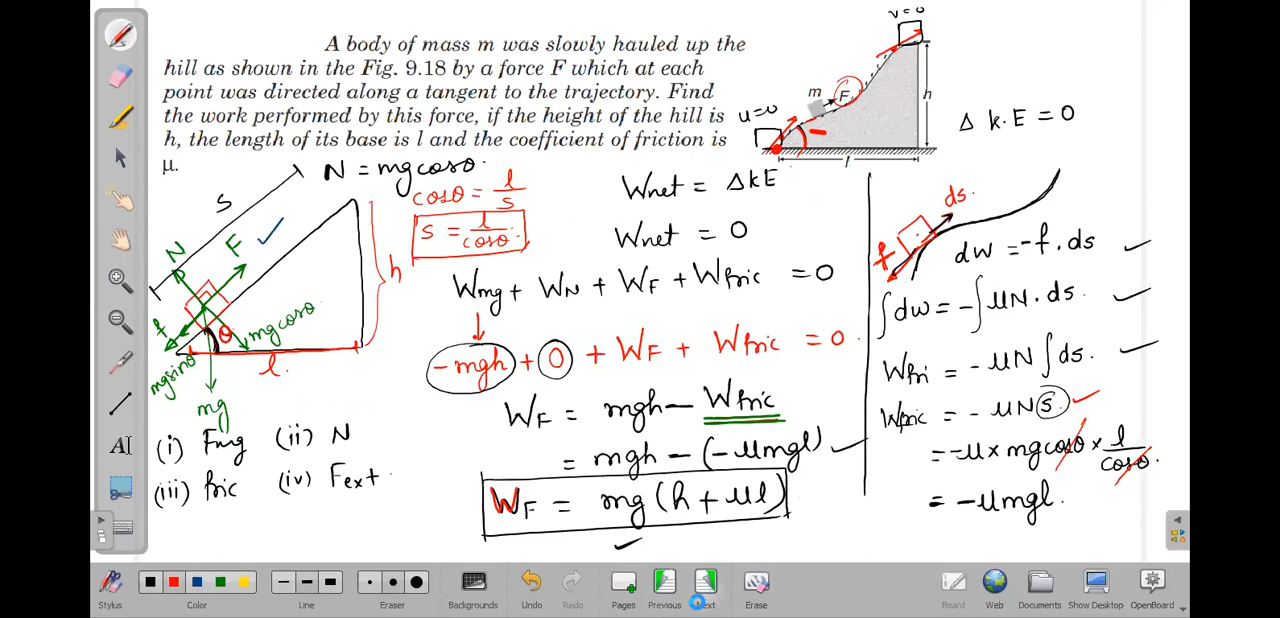 A body of mass m was slowly hauled up the
hill as shown in the Fig. 9.18 by a force F which at each
point was directed along a tangent to the trajectory. Find
the work performed by this force, if the height of the hill is
h, the length of its base is l and the coefficient of friction is
μ.
v=0
m
F
h
u=0
l
Δ k.E = 0
N = mgcosθ
S
cosθ = l/s
s = l/cosθ
N
F
h
f
θ
mgcosθ
mgsinθ
l
mg
(i) Fmg (ii) N
(iii) fric (iv) Fext
Wnet = ΔkE
Wnet = 0
Wmg + WN + WF + Wfric = 0
-mgh + 0 + WF + Wfric = 0
WF = mgh - Wfric
= mgh - (-μmgl)
WF = mg(h + μl)
ds
f
dw = -f.ds
∫dw = -∫μN.ds
Wfri = -μN∫ds.
Wfric = -μNS
= -μ×mgcosθ × l/cosθ.
= -μmgl.
Stylus
Color
Line
Eraser
Backgrounds
Undo
Redo
Pages
Previous
Next
Erase
Board
Web
Documents
Show Desktop
OpenBoard